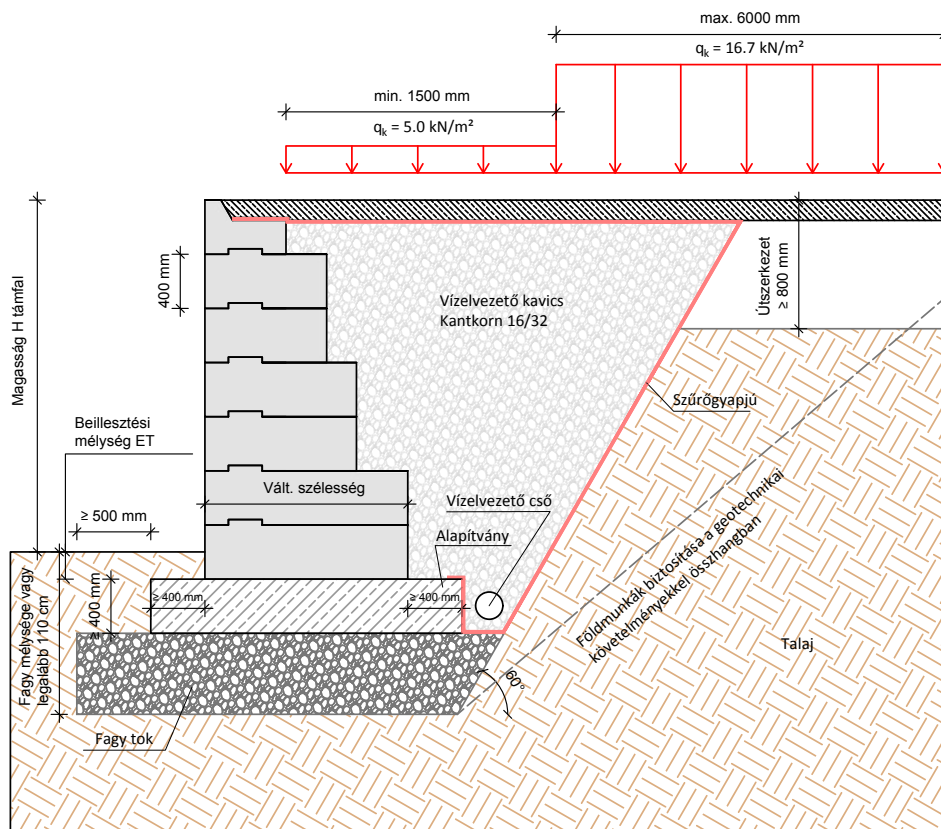 max. 6000 mm
qk = 16.7 kN/m²
min. 1500 mm
qk = 5.0 kN/m²
Magasság H támfal
400 mm
Vízelvezető kavics
Kantkorn 16/32
Útszerkezet
≥ 800 mm
Szűrőgyapjú
Beillesztési
mélység ET
Vált. szélesség
Vízelvezető cső
≥ 500 mm
Alapítvány
Fagy mélysége vagy
legalább 110 cm
≥ 400 mm
≥ 400 mm
≥ 400 mm
Földmunkák biztosítása a geotechnikai
követelményekkel összhangban
Talaj
60°
Fagy tok